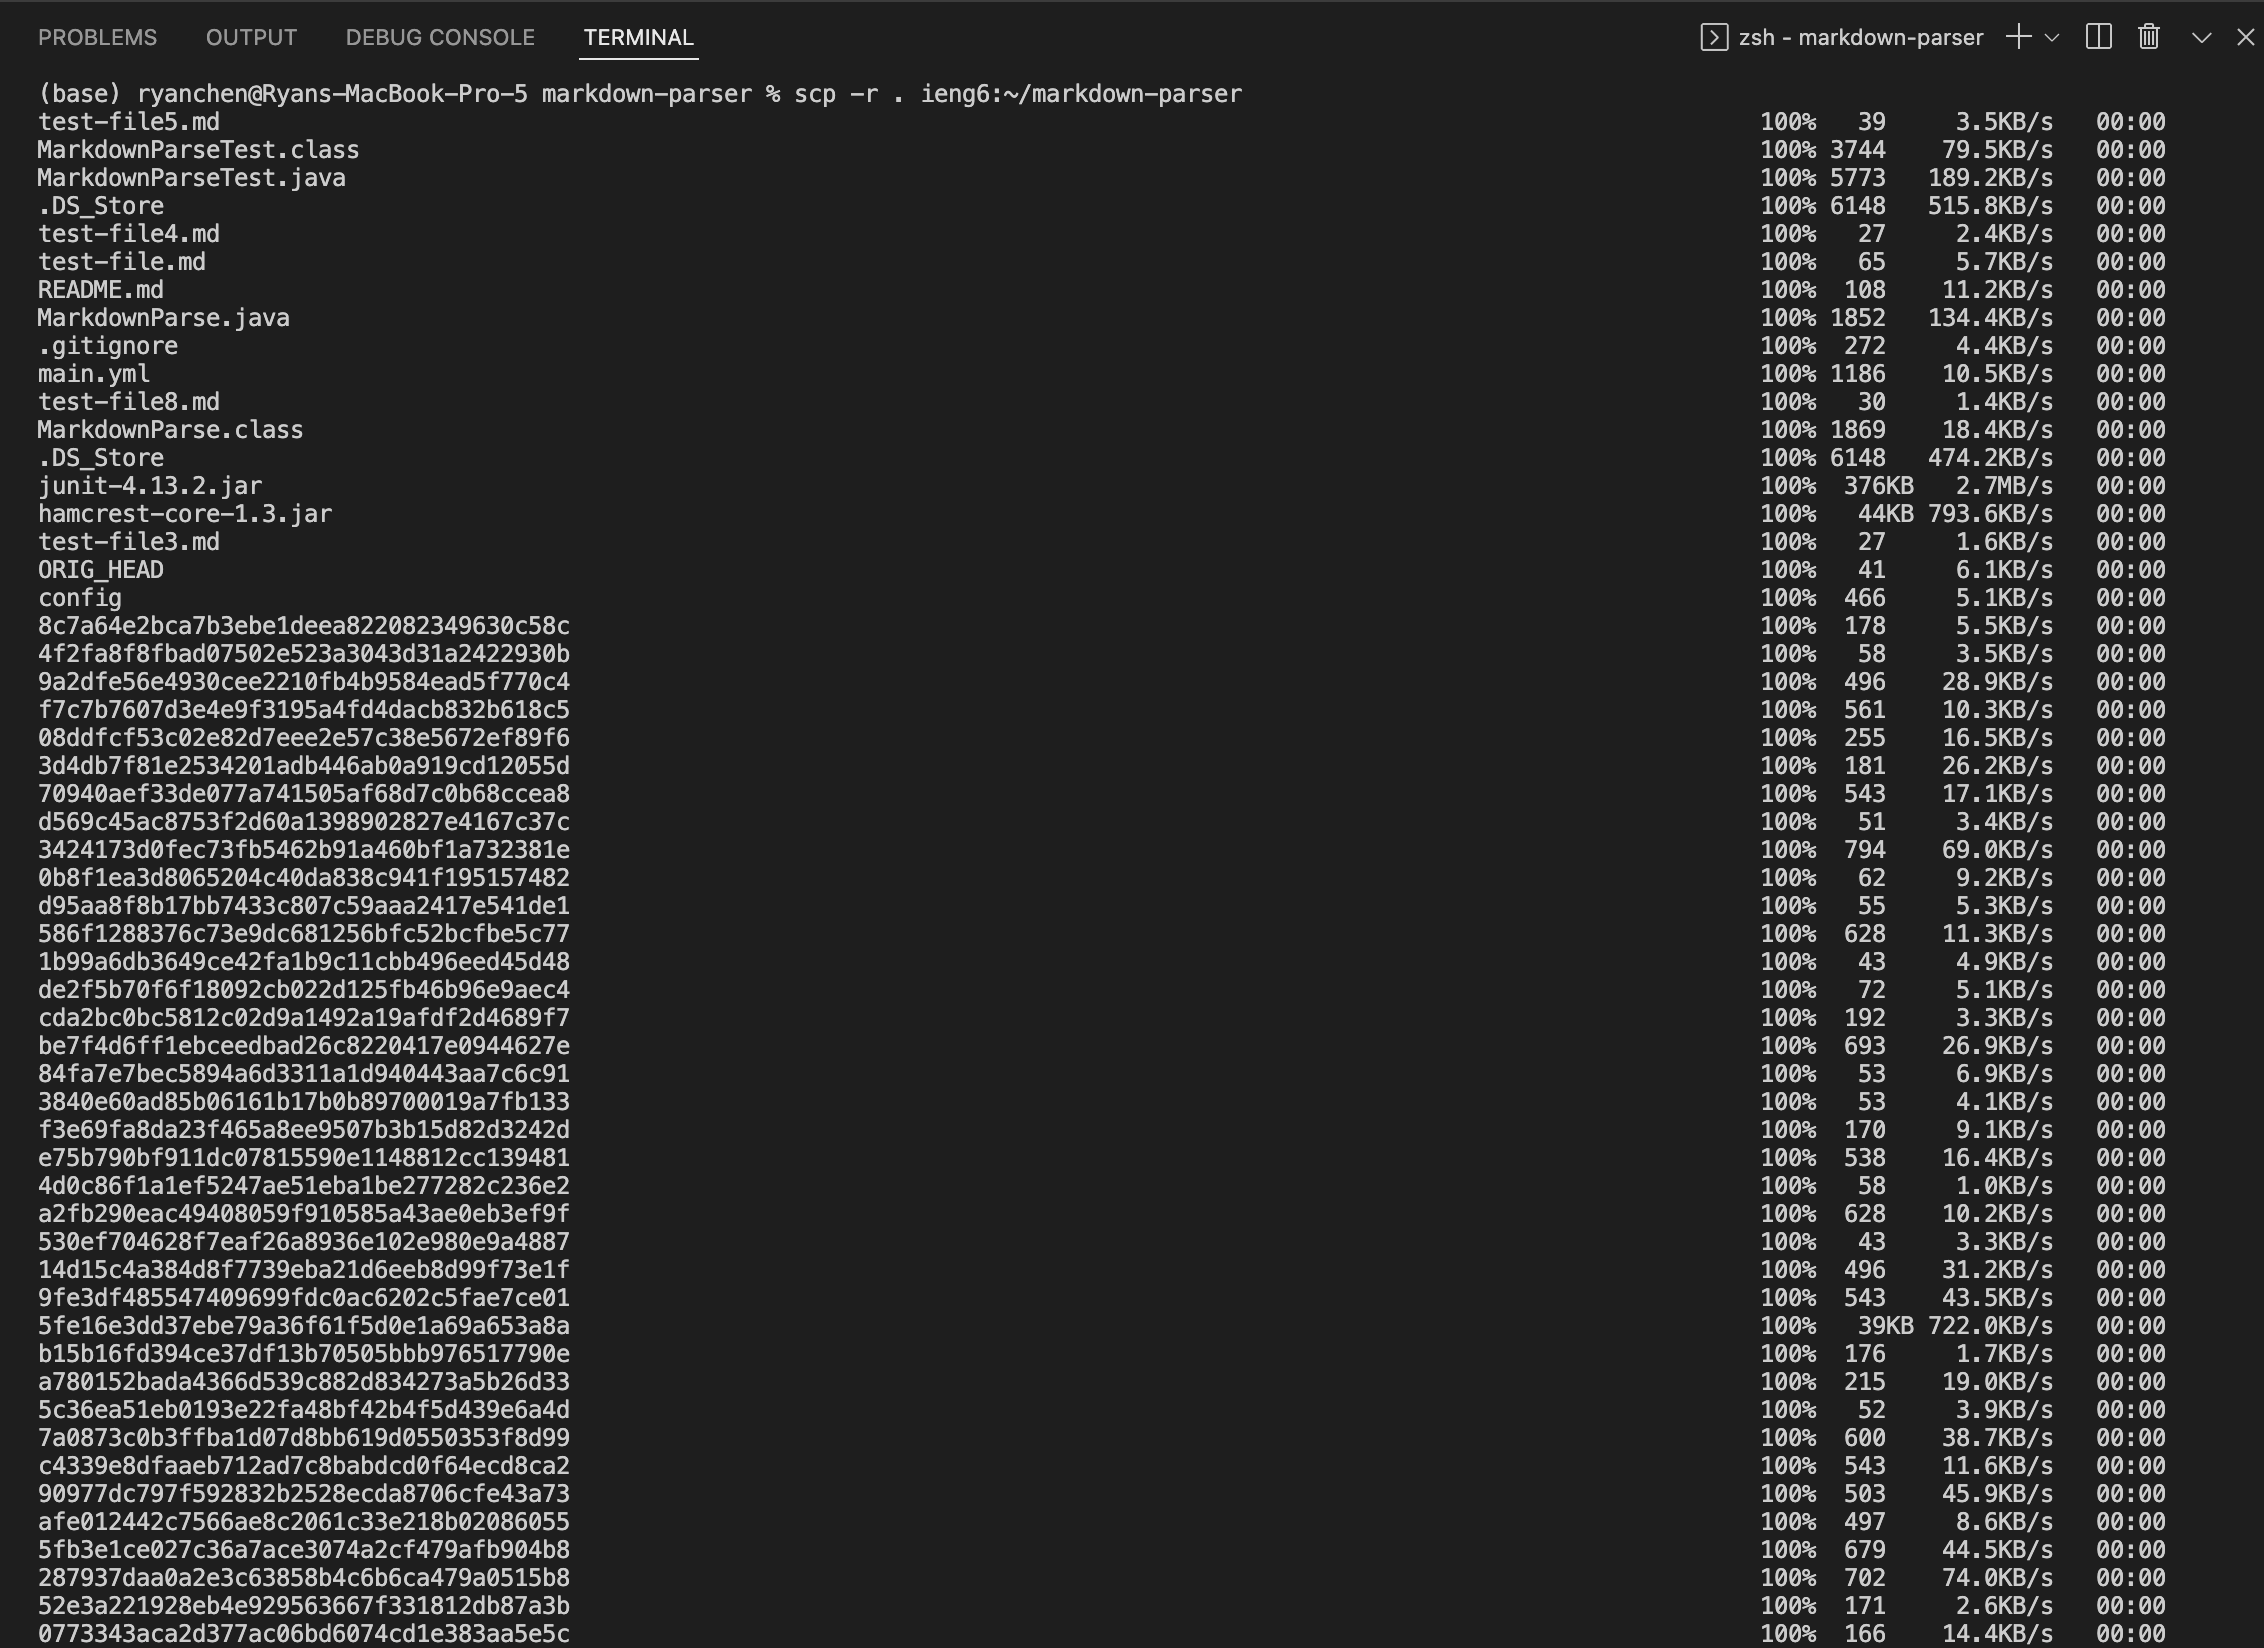 PROBLEMS OUTPUT DEBUG CONSOLE TERMINAL zsh - markdown-parser
(base) ryanchen@Ryans-MacBook-Pro-5 markdown-parser % scp -r . ieng6:~/markdown-parser
test-file5.md 100% 39 3.5KB/s 00:00
MarkdownParseTest.class 100% 3744 79.5KB/s 00:00
MarkdownParseTest.java 100% 5773 189.2KB/s 00:00
.DS_Store 100% 6148 515.8KB/s 00:00
test-file4.md 100% 27 2.4KB/s 00:00
test-file.md 100% 65 5.7KB/s 00:00
README.md 100% 108 11.2KB/s 00:00
MarkdownParse.java 100% 1852 134.4KB/s 00:00
.gitignore 100% 272 4.4KB/s 00:00
main.yml 100% 1186 10.5KB/s 00:00
test-file8.md 100% 30 1.4KB/s 00:00
MarkdownParse.class 100% 1869 18.4KB/s 00:00
.DS_Store 100% 6148 474.2KB/s 00:00
junit-4.13.2.jar 100% 376KB 2.7MB/s 00:00
hamcrest-core-1.3.jar 100% 44KB 793.6KB/s 00:00
test-file3.md 100% 27 1.6KB/s 00:00
ORIG_HEAD 100% 41 6.1KB/s 00:00
config 100% 466 5.1KB/s 00:00
8c7a64e2bca7b3ebe1deea822082349630c58c 100% 178 5.5KB/s 00:00
4f2fa8f8fbad07502e523a3043d31a2422930b 100% 58 3.5KB/s 00:00
9a2dfe56e4930cee2210fb4b9584ead5f770c4 100% 496 28.9KB/s 00:00
f7c7b7607d3e4e9f3195a4fd4dacb832b618c5 100% 561 10.3KB/s 00:00
08ddfcf53c02e82d7eee2e57c38e5672ef89f6 100% 255 16.5KB/s 00:00
3d4db7f81e2534201adb446ab0a919cd12055d 100% 181 26.2KB/s 00:00
70940aef33de077a741505af68d7c0b68ccea8 100% 543 17.1KB/s 00:00
d569c45ac8753f2d60a1398902827e4167c37c 100% 51 3.4KB/s 00:00
3424173d0fec73fb5462b91a460bf1a732381e 100% 794 69.0KB/s 00:00
0b8f1ea3d8065204c40da838c941f195157482 100% 62 9.2KB/s 00:00
d95aa8f8b17bb7433c807c59aaa2417e541de1 100% 55 5.3KB/s 00:00
586f1288376c73e9dc681256bfc52bcfbe5c77 100% 628 11.3KB/s 00:00
1b99a6db3649ce42fa1b9c11cbb496eed45d48 100% 43 4.9KB/s 00:00
de2f5b70f6f18092cb022d125fb46b96e9aec4 100% 72 5.1KB/s 00:00
cda2bc0bc5812c02d9a1492a19afdf2d4689f7 100% 192 3.3KB/s 00:00
be7f4d6ff1ebceedbad26c8220417e0944627e 100% 693 26.9KB/s 00:00
84fa7e7bec5894a6d3311a1d940443aa7c6c91 100% 53 6.9KB/s 00:00
3840e60ad85b06161b17b0b89700019a7fb133 100% 53 4.1KB/s 00:00
f3e69fa8da23f465a8ee9507b3b15d82d3242d 100% 170 9.1KB/s 00:00
e75b790bf911dc07815590e1148812cc139481 100% 538 16.4KB/s 00:00
4d0c86f1a1ef5247ae51eba1be277282c236e2 100% 58 1.0KB/s 00:00
a2fb290eac49408059f910585a43ae0eb3ef9f 100% 628 10.2KB/s 00:00
530ef704628f7eaf26a8936e102e980e9a4887 100% 43 3.3KB/s 00:00
14d15c4a384d8f7739eba21d6eeb8d99f73e1f 100% 496 31.2KB/s 00:00
9fe3df485547409699fdc0ac6202c5fae7ce01 100% 543 43.5KB/s 00:00
5fe16e3dd37ebe79a36f61f5d0e1a69a653a8a 100% 39KB 722.0KB/s 00:00
b15b16fd394ce37df13b70505bbb976517790e 100% 176 1.7KB/s 00:00
a780152bada4366d539c882d834273a5b26d33 100% 215 19.0KB/s 00:00
5c36ea51eb0193e22fa48bf42b4f5d439e6a4d 100% 52 3.9KB/s 00:00
7a0873c0b3ffba1d07d8bb619d0550353f8d99 100% 600 38.7KB/s 00:00
c4339e8dfaaeb712ad7c8babdcd0f64ecd8ca2 100% 543 11.6KB/s 00:00
90977dc797f592832b2528ecda8706cfe43a73 100% 503 45.9KB/s 00:00
afe012442c7566ae8c2061c33e218b02086055 100% 497 8.6KB/s 00:00
5fb3e1ce027c36a7ace3074a2cf479afb904b8 100% 679 44.5KB/s 00:00
287937daa0a2e3c63858b4c6b6ca479a0515b8 100% 702 74.0KB/s 00:00
52e3a221928eb4e929563667f331812db87a3b 100% 171 2.6KB/s 00:00
0773343aca2d377ac06bd6074cd1e383aa5e5c 100% 166 14.4KB/s 00:00